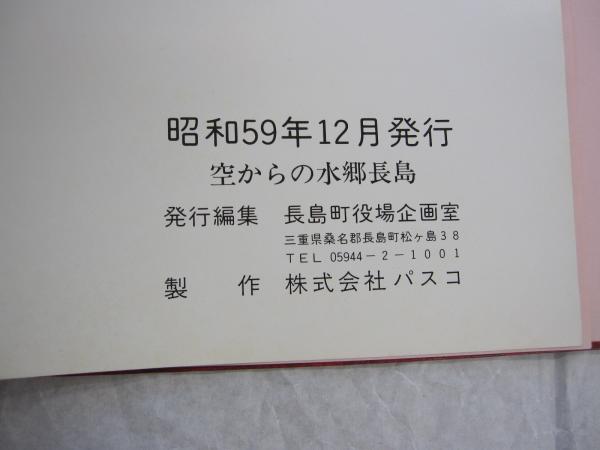 昭和59年12月発行
空からの水郷長島
発行編集 長島町役場企画室
三重県桑名郡長島町松ヶ島38
TEL 05944-2-1001
製作 株式会社パスコ